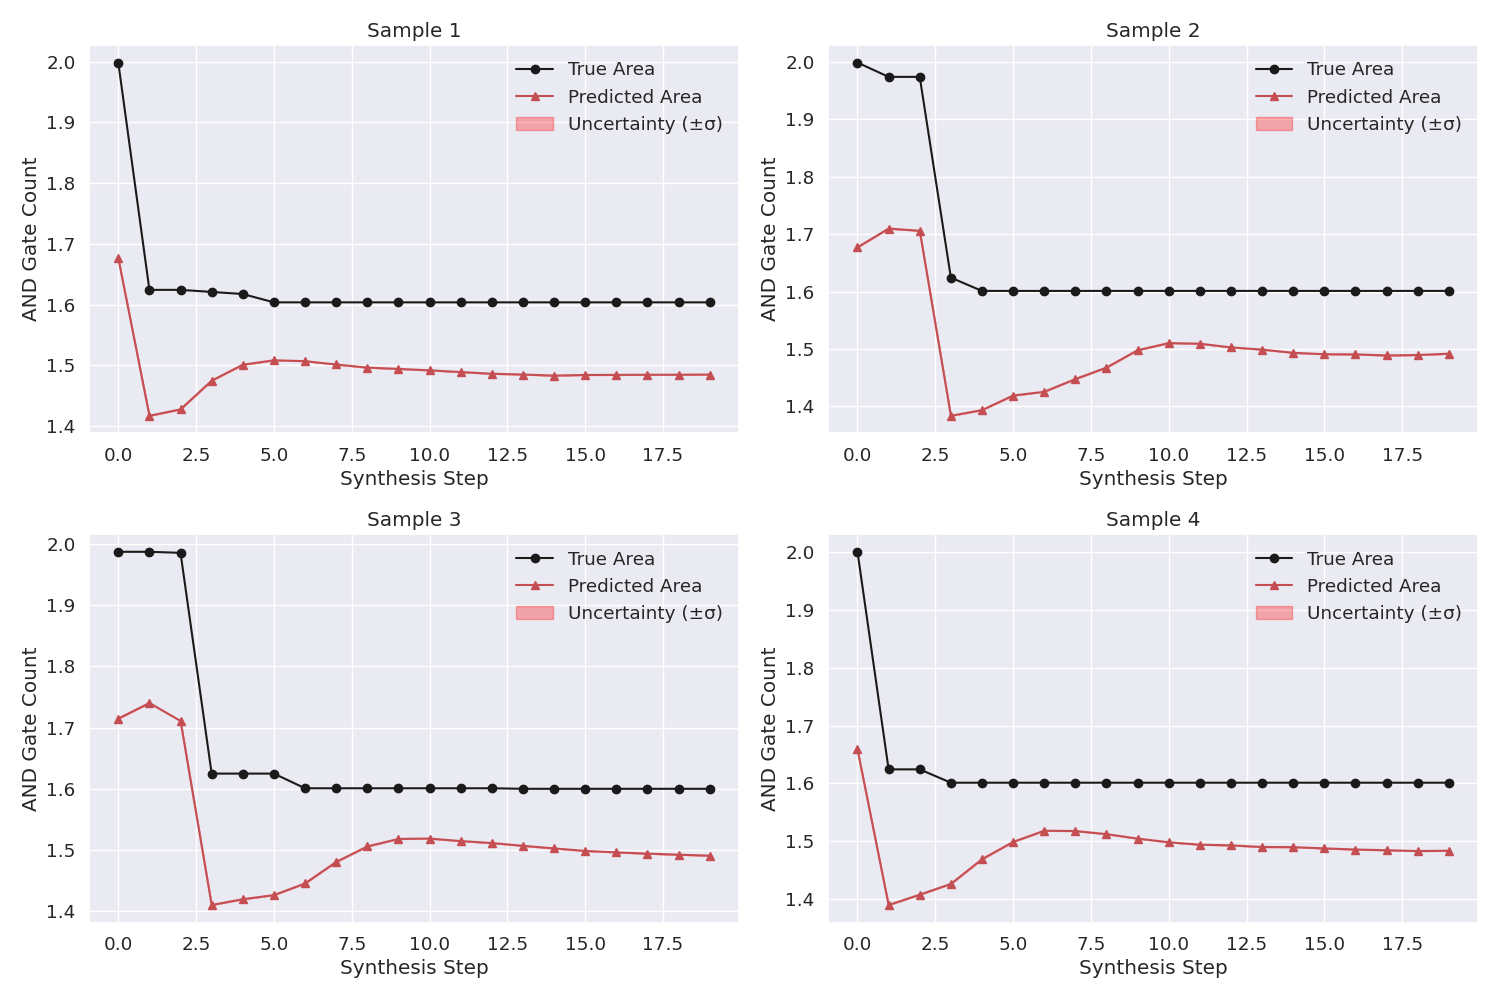 Sample 1
True Area
Predicted Area
Uncertainty (±σ)
AND Gate Count
2.0
1.9
1.8
1.7
1.6
1.5
1.4
0.0 2.5 5.0 7.5 10.0 12.5 15.0 17.5
Synthesis Step
Sample 2
True Area
Predicted Area
Uncertainty (±σ)
AND Gate Count
2.0
1.9
1.8
1.7
1.6
1.5
1.4
0.0 2.5 5.0 7.5 10.0 12.5 15.0 17.5
Synthesis Step
Sample 3
True Area
Predicted Area
Uncertainty (±σ)
AND Gate Count
2.0
1.9
1.8
1.7
1.6
1.5
1.4
0.0 2.5 5.0 7.5 10.0 12.5 15.0 17.5
Synthesis Step
Sample 4
True Area
Predicted Area
Uncertainty (±σ)
AND Gate Count
2.0
1.9
1.8
1.7
1.6
1.5
1.4
0.0 2.5 5.0 7.5 10.0 12.5 15.0 17.5
Synthesis Step